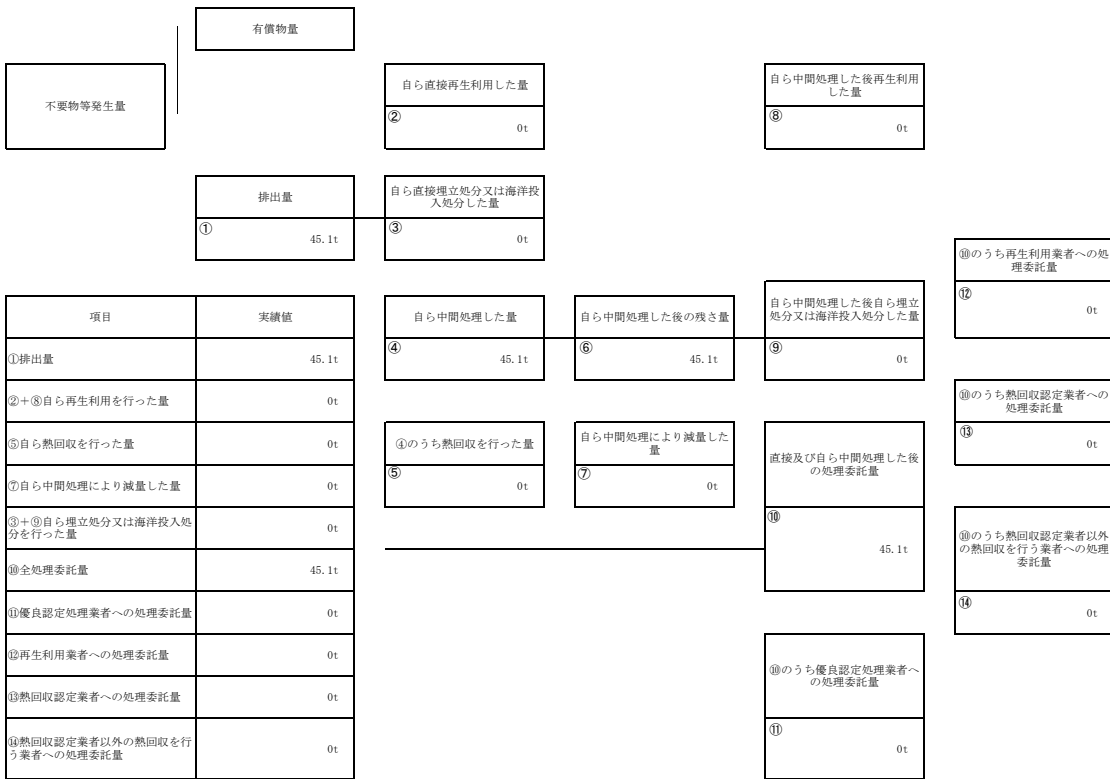 有償物量
不要物等発生量
自ら直接再生利用した量
②
0t
自ら中間処理した後再生利用
した量
⑧
0t
排出量
①
45.1t
自ら直接埋立処分又は海洋投
入処分した量
③
0t
⑩のうち再生利用業者への処
理委託量
⑫
0t
項目
実績値
①排出量
45.1t
②+⑧自ら再生利用を行った量
0t
⑤自ら熱回収を行った量
0t
⑦自ら中間処理により減量した量
0t
③+⑨自ら埋立処分又は海洋投入処
分を行った量
0t
⑩全処理委託量
45.1t
⑪優良認定処理業者への処理委託量
0t
⑫再生利用業者への処理委託量
0t
⑬熱回収認定業者への処理委託量
0t
⑭熱回収認定業者以外の熱回収を行
う業者への処理委託量
0t
自ら中間処理した量
④
45.1t
自ら中間処理した後の残さ量
⑥
45.1t
自ら中間処理した後自ら埋立
処分又は海洋投入処分した量
⑨
0t
⑩のうち熱回収認定業者への
処理委託量
⑬
0t
④のうち熱回収を行った量
⑤
0t
自ら中間処理により減量した
量
⑦
0t
直接及び自ら中間処理した後
の処理委託量
⑩
45.1t
⑩のうち熱回収認定業者以外
の熱回収を行う業者への処理
委託量
⑭
0t
⑩のうち優良認定処理業者へ
の処理委託量
⑪
0t